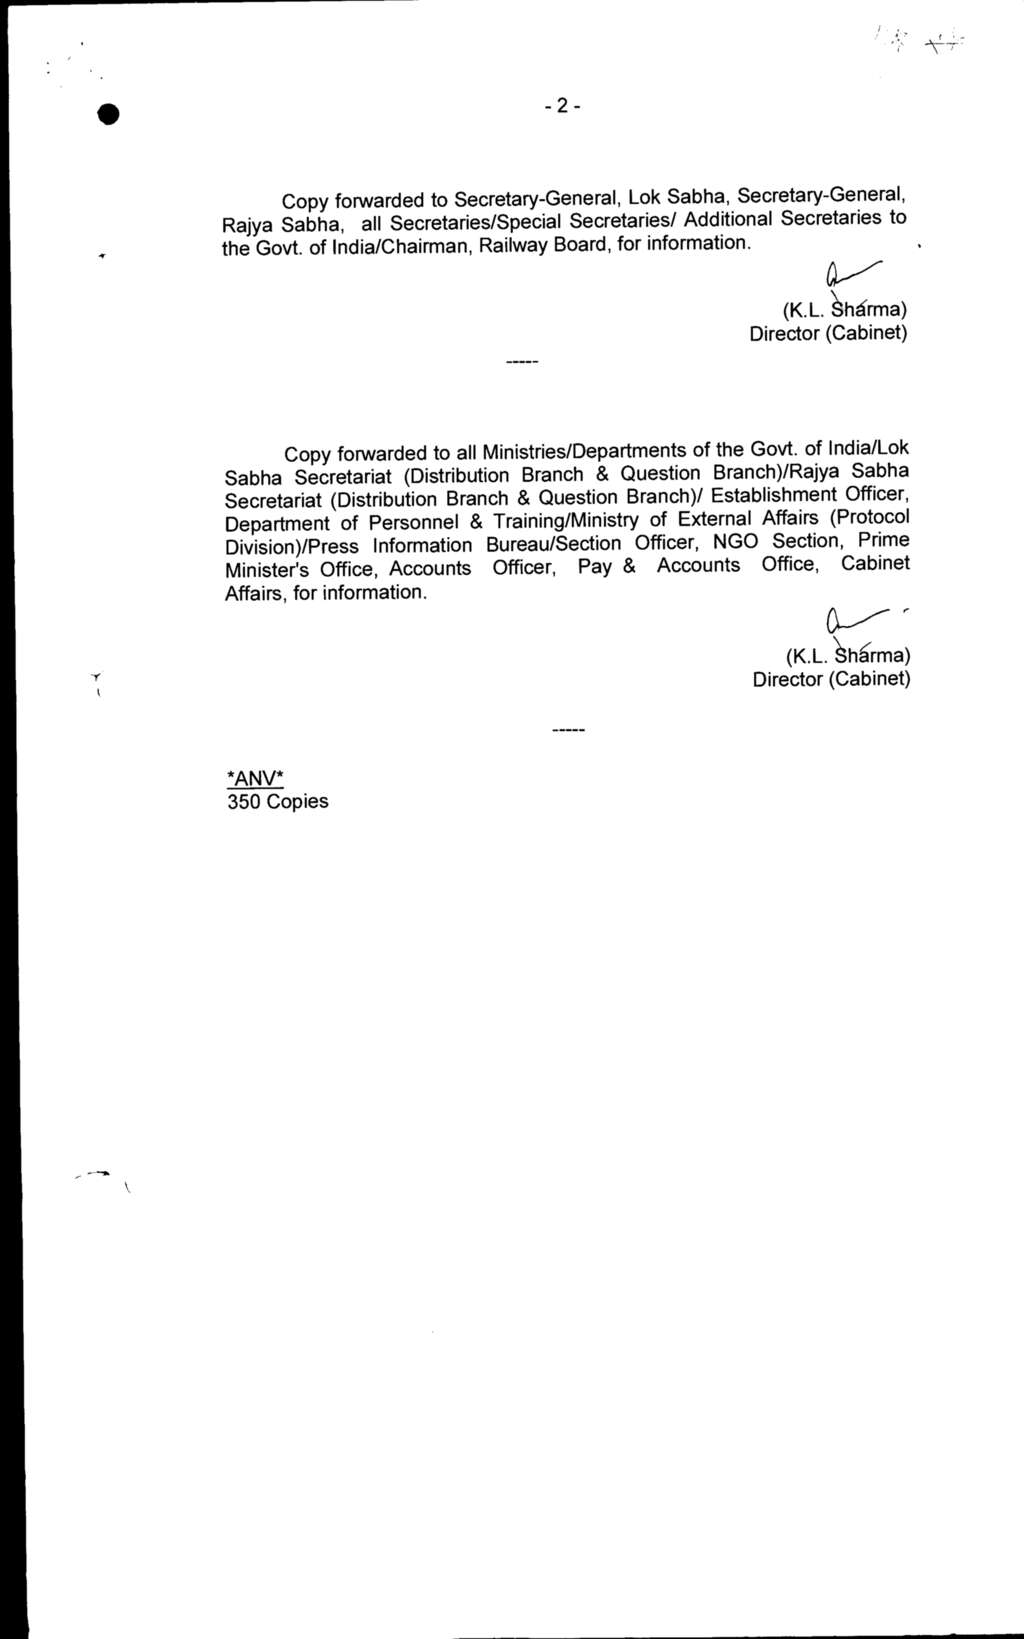 - 2 -
Copy forwarded to Secretary-General, Lok Sabha, Secretary-General,
Rajya Sabha, all Secretaries/Special Secretaries/ Additional Secretaries to
the Govt. of India/Chairman, Railway Board, for information.
(K.L. Sharma)
Director (Cabinet)
-----
Copy forwarded to all Ministries/Departments of the Govt. of India/Lok
Sabha Secretariat (Distribution Branch & Question Branch)/Rajya Sabha
Secretariat (Distribution Branch & Question Branch)/ Establishment Officer,
Department of Personnel & Training/Ministry of External Affairs (Protocol
Division)/Press Information Bureau/Section Officer, NGO Section, Prime
Minister's Office, Accounts Officer, Pay & Accounts Office, Cabinet
Affairs, for information.
(K.L. Sharma)
Director (Cabinet)
-----
*ANV*
350 Copies